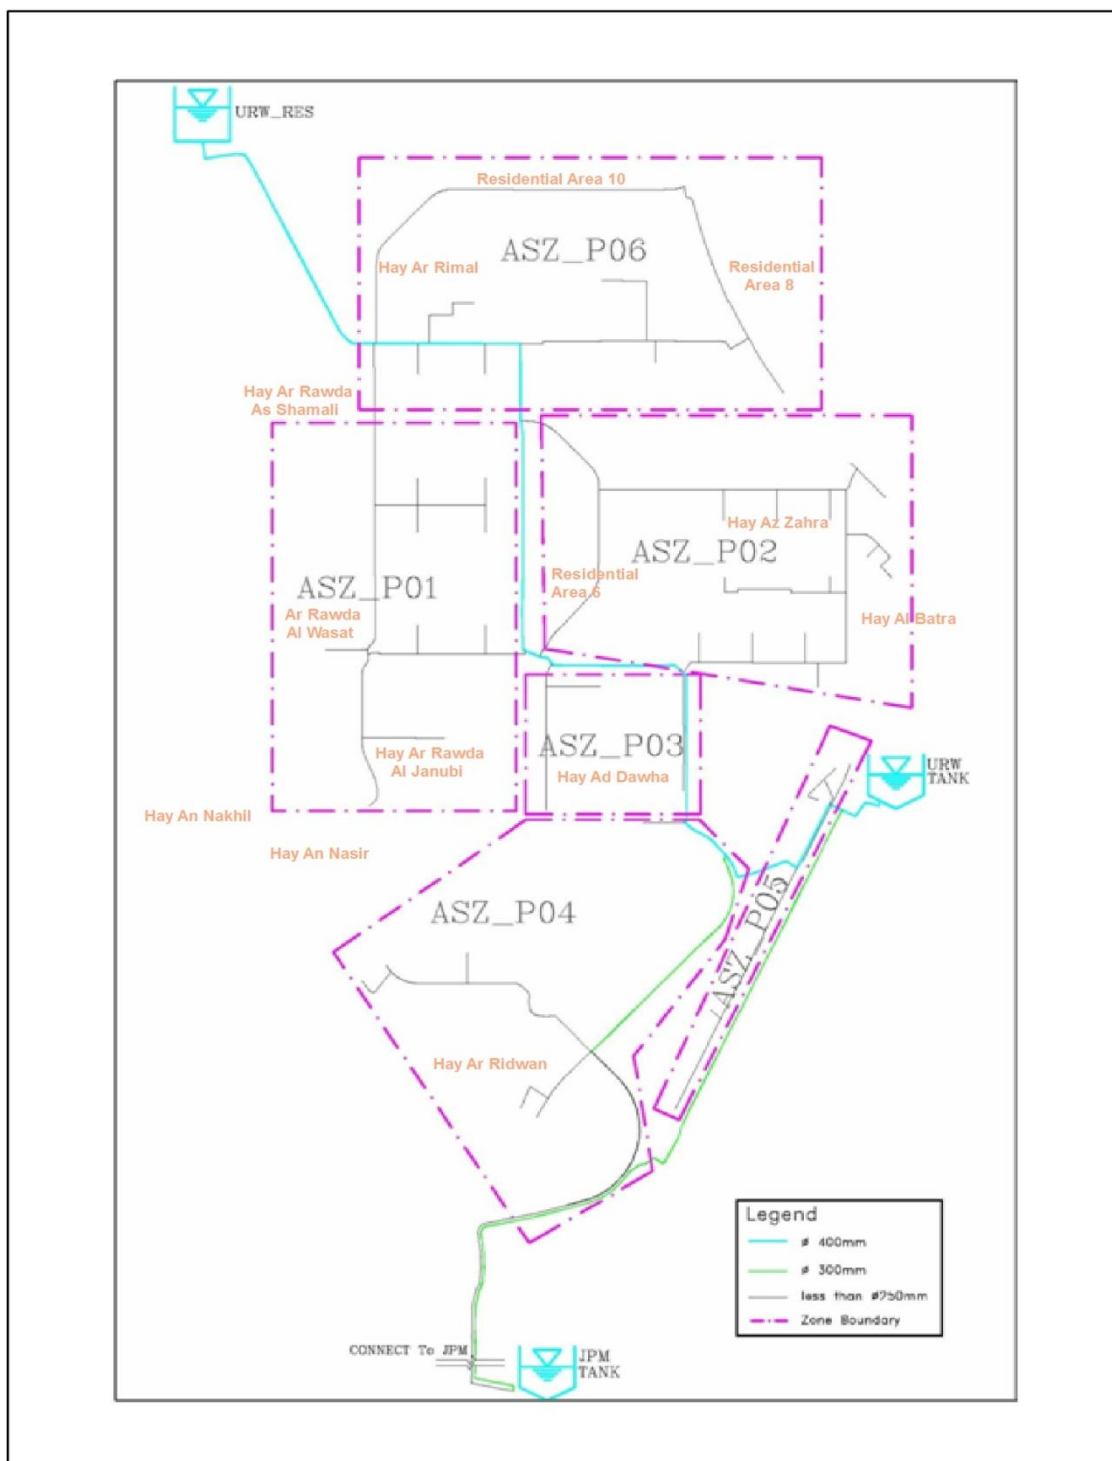 URW_RES
Residential Area 10
ASZ_P06
Hay Ar Rimal
Residential
Area 8
Hay Ar Rawda
As Shamali
Hay Az Zahra
ASZ_P02
Residential
Area 6
ASZ_P01
Ar Rawda
Al Wasat
Hay Al Batra
ASZ_P03
Hay Ar Rawda
Al Janubi
Hay Ad Dawha
URW
TANK
Hay An Nakhil
Hay An Nasir
ASZ_P04
ASZ_P05
Hay Ar Ridwan
Legend
ø 400mm
ø 300mm
less than ø250mm
Zone Boundary
CONNECT To JPM
JPM
TANK